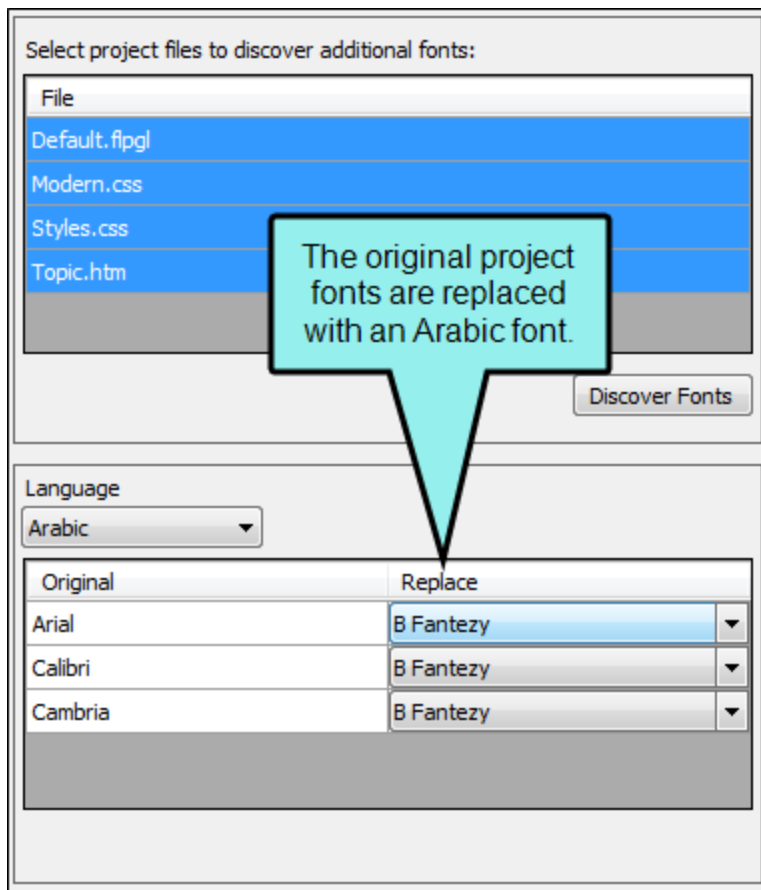 Select project files to discover additional fonts:
File
Default.flpgl
Modern.css
Styles.css
Topic.htm
The original project
fonts are replaced
with an Arabic font.
Discover Fonts
Language
Arabic
Original Replace
Arial B Fantezy
Calibri B Fantezy
Cambria B Fantezy